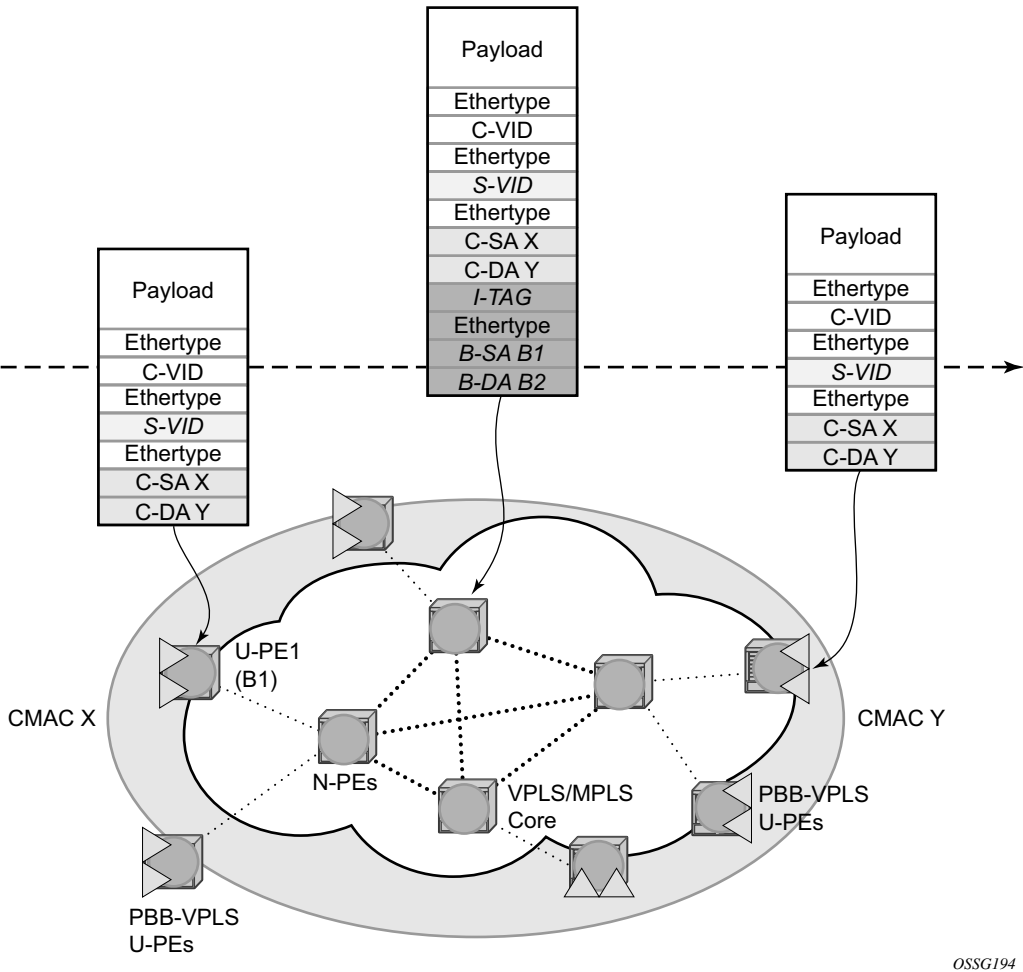 Payload
Ethertype
C-VID
Ethertype
S-VID
Ethertype
C-SA X
C-DA Y
Payload
Ethertype
C-VID
Ethertype
S-VID
Ethertype
C-SA X
C-DA Y
I-TAG
Ethertype
B-SA B1
B-DA B2
Payload
Ethertype
C-VID
Ethertype
S-VID
Ethertype
C-SA X
C-DA Y
U-PE1
(B1)
CMAC X
CMAC Y
N-PEs
VPLS/MPLS
Core
PBB-VPLS
U-PEs
PBB-VPLS
U-PEs
OSSG194